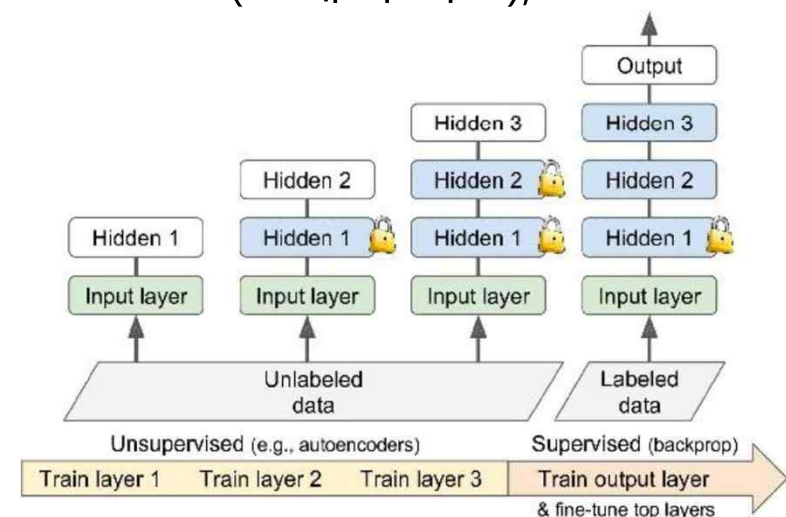 Output
Hidden 3
Hidden 3
Hidden 2
Hidden 2
Hidden 2
Hidden 1
Hidden 1
Hidden 1
Hidden 1
Input layer
Input layer
Input layer
Input layer
Unlabeled
data
Labeled
data
Unsupervised (e.g., autoencoders)
Supervised (backprop)
Train layer 1
Train layer 2
Train layer 3
Train output layer
& fine-tune top layers